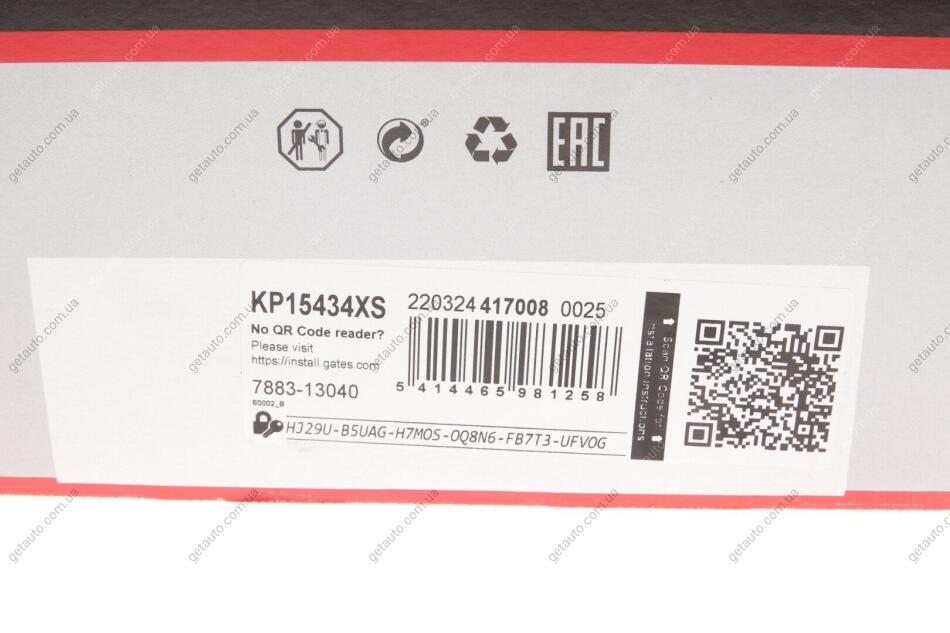 EAC
KP15434XS 220324 417008 0025
No QR Code reader?
Please visit
https://install.gates.com/
7883-13040
E0002_B
5 414465 981258
HJ29U-B5UAG-H7MOS-OQ8N6-FB7T3-UFVOG
Scan QR Code for
installation instructions
getauto.com.ua